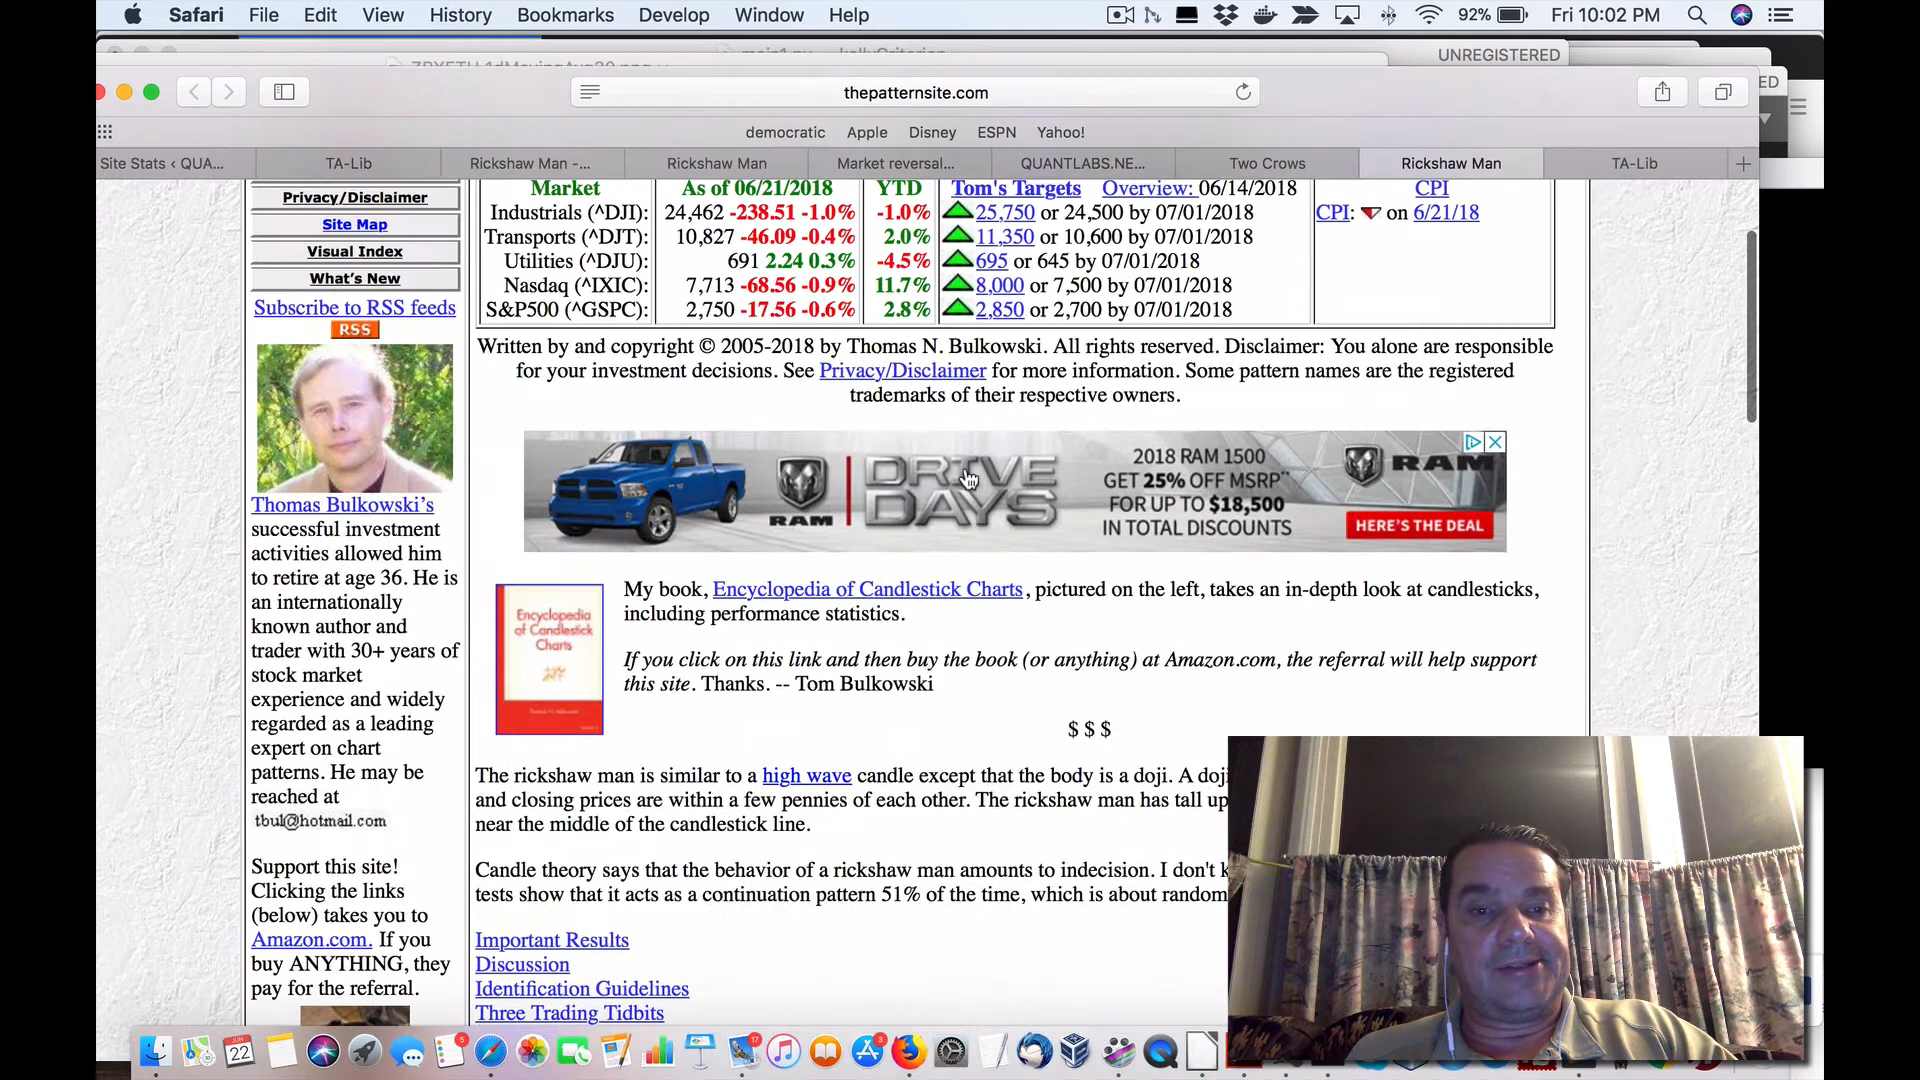 Safari File Edit View History Bookmarks Develop Window Help 92% Fri 10:02 PM
UNREGISTERED
thepatternsite.com
democratic Apple Disney ESPN Yahoo!
Site Stats ‹ QUA... TA-Lib Rickshaw Man -... Rickshaw Man Market reversal... QUANTLABS.NE... Two Crows Rickshaw Man TA-Lib
Privacy/Disclaimer
Site Map
Visual Index
What's New
Subscribe to RSS feeds
RSS
Thomas Bulkowski's
successful investment
activities allowed him
to retire at age 36. He is
an internationally
known author and
trader with 30+ years of
stock market
experience and widely
regarded as a leading
expert on chart
patterns. He may be
reached at
tbul@hotmail.com
Support this site!
Clicking the links
(below) takes you to
Amazon.com. If you
buy ANYTHING, they
pay for the referral.
Market As of 06/21/2018 YTD Tom's Targets Overview: 06/14/2018 CPI
Industrials (^DJI): 24,462 -238.51 -1.0% -1.0% 25,750 or 24,500 by 07/01/2018 CPI: on 6/21/18
Transports (^DJT): 10,827 -46.09 -0.4% 2.0% 11,350 or 10,600 by 07/01/2018
Utilities (^DJU): 691 2.24 0.3% -4.5% 695 or 645 by 07/01/2018
Nasdaq (^IXIC): 7,713 -68.56 -0.9% 11.7% 8,000 or 7,500 by 07/01/2018
S&P500 (^GSPC): 2,750 -17.56 -0.6% 2.8% 2,850 or 2,700 by 07/01/2018
Written by and copyright © 2005-2018 by Thomas N. Bulkowski. All rights reserved. Disclaimer: You alone are responsible
for your investment decisions. See Privacy/Disclaimer for more information. Some pattern names are the registered
trademarks of their respective owners.
RAM
DRIVE
DAYS
2018 RAM 1500
GET 25% OFF MSRP**
FOR UP TO $18,500
IN TOTAL DISCOUNTS
RAM
HERE'S THE DEAL
Encyclopedia
of Candlestick
Charts
My book, Encyclopedia of Candlestick Charts, pictured on the left, takes an in-depth look at candlesticks,
including performance statistics.
If you click on this link and then buy the book (or anything) at Amazon.com, the referral will help support
this site. Thanks. -- Tom Bulkowski
$ $ $
The rickshaw man is similar to a high wave candle except that the body is a doji. A doji
and closing prices are within a few pennies of each other. The rickshaw man has tall up
near the middle of the candlestick line.
Candle theory says that the behavior of a rickshaw man amounts to indecision. I don't k
tests show that it acts as a continuation pattern 51% of the time, which is about random
Important Results
Discussion
Identification Guidelines
Three Trading Tidbits
JUN
22
5
17
3